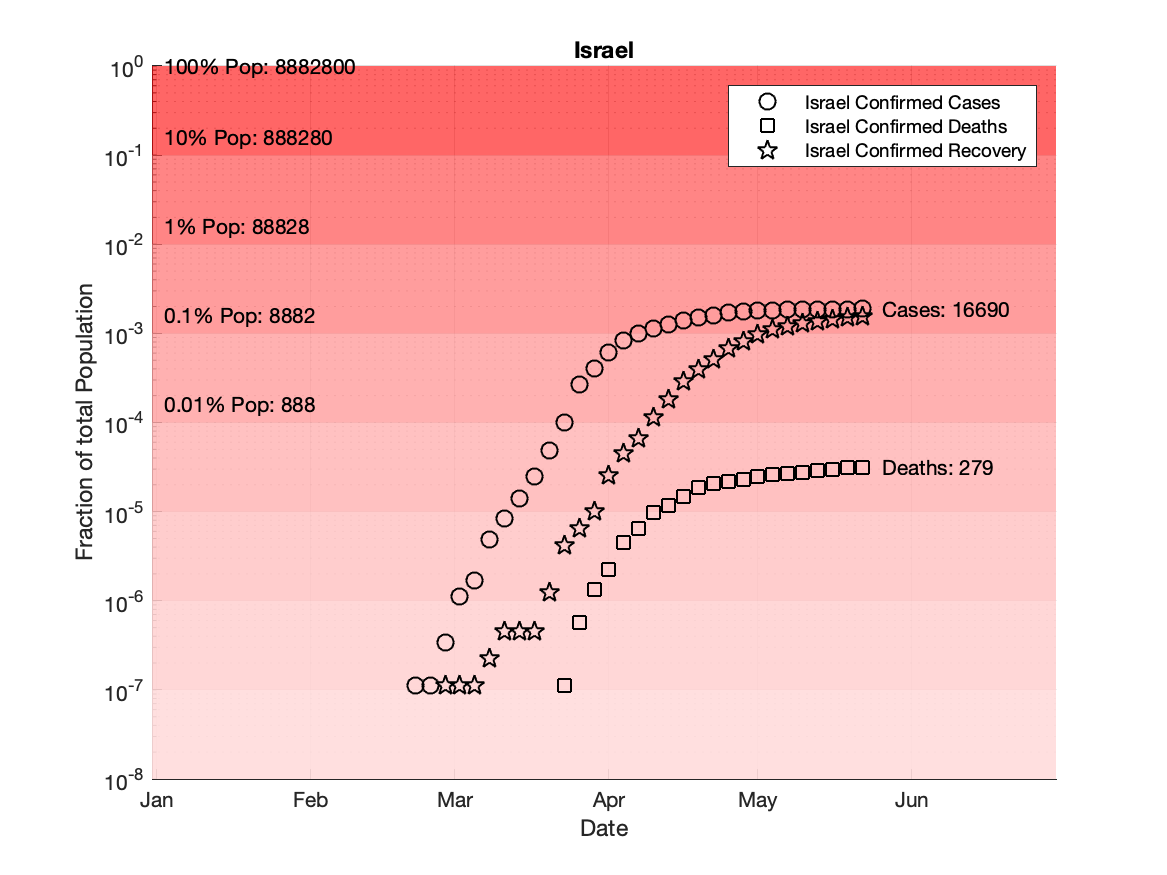 Israel
10^0
10^-1
10^-2
10^-3
10^-4
10^-5
10^-6
10^-7
10^-8
Fraction of total Population
100% Pop: 8882800
10% Pop: 888280
1% Pop: 88828
0.1% Pop: 8882
0.01% Pop: 888
Israel Confirmed Cases
Israel Confirmed Deaths
Israel Confirmed Recovery
Cases: 16690
Deaths: 279
Jan Feb Mar Apr May Jun
Date